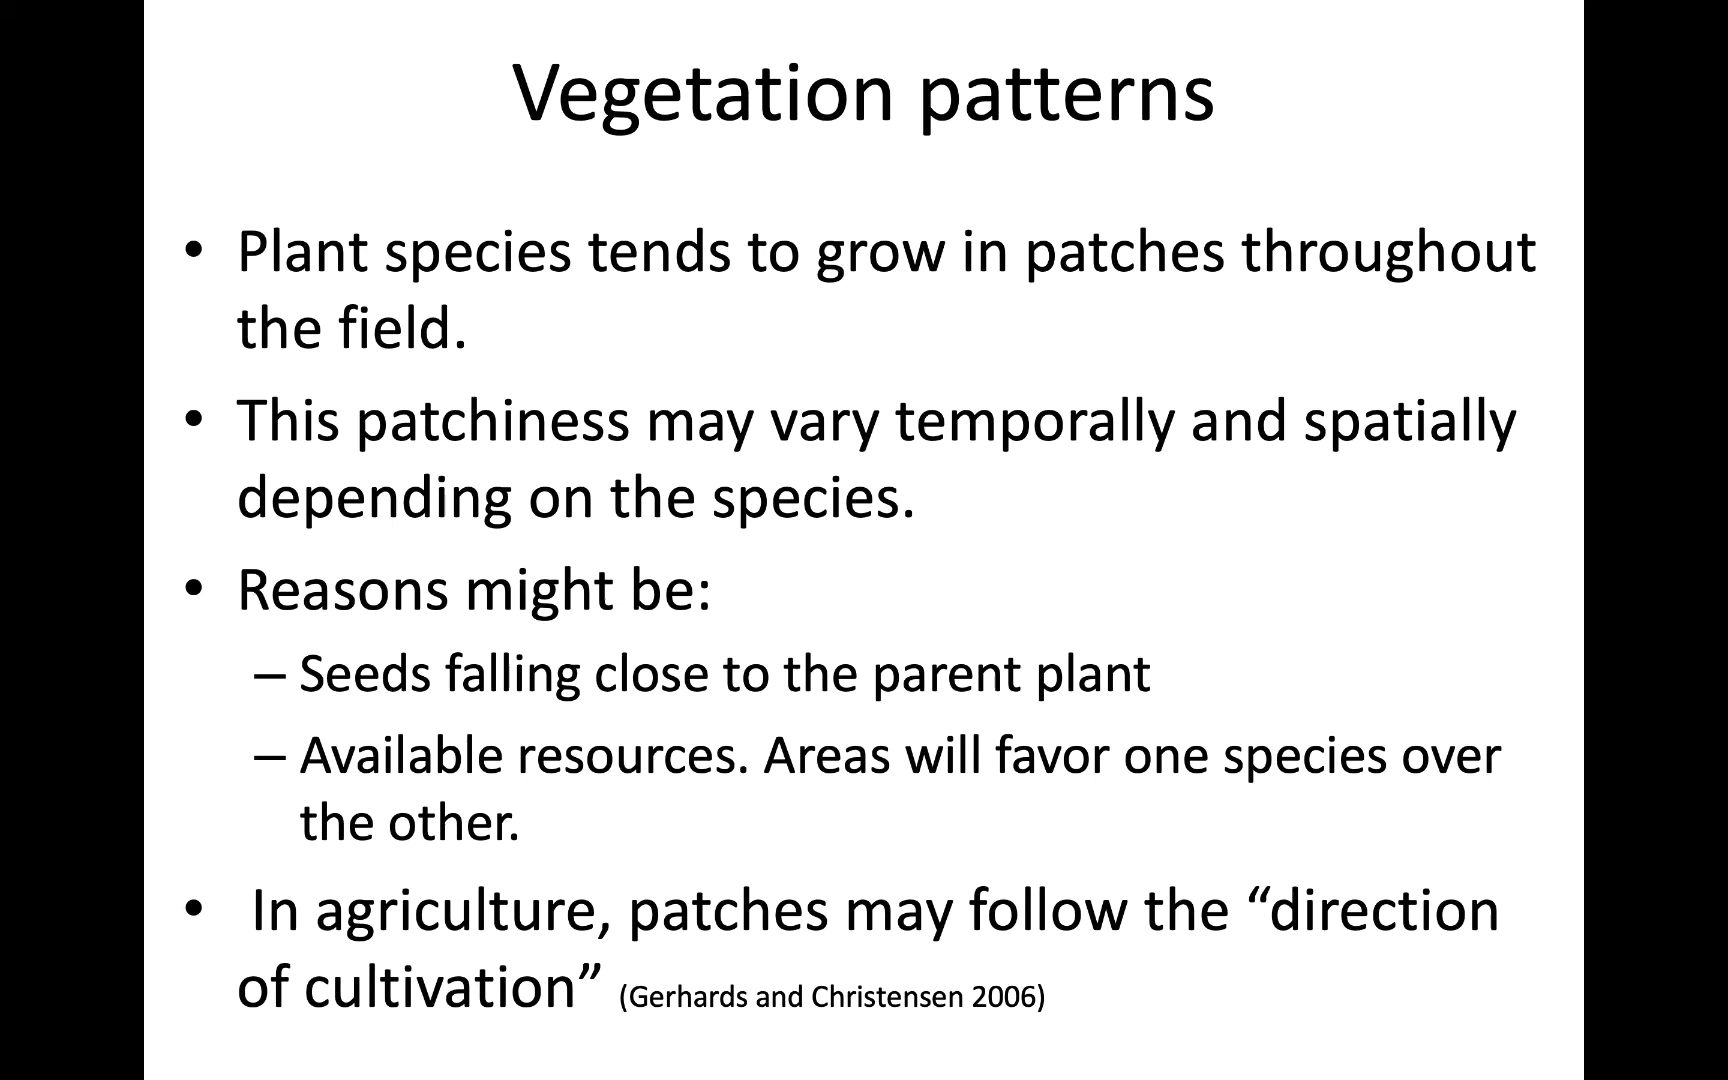 Vegetation patterns
• Plant species tends to grow in patches throughout
the field.
• This patchiness may vary temporally and spatially
depending on the species.
• Reasons might be:
– Seeds falling close to the parent plant
– Available resources. Areas will favor one species over
the other.
• In agriculture, patches may follow the “direction
of cultivation” (Gerhards and Christensen 2006)